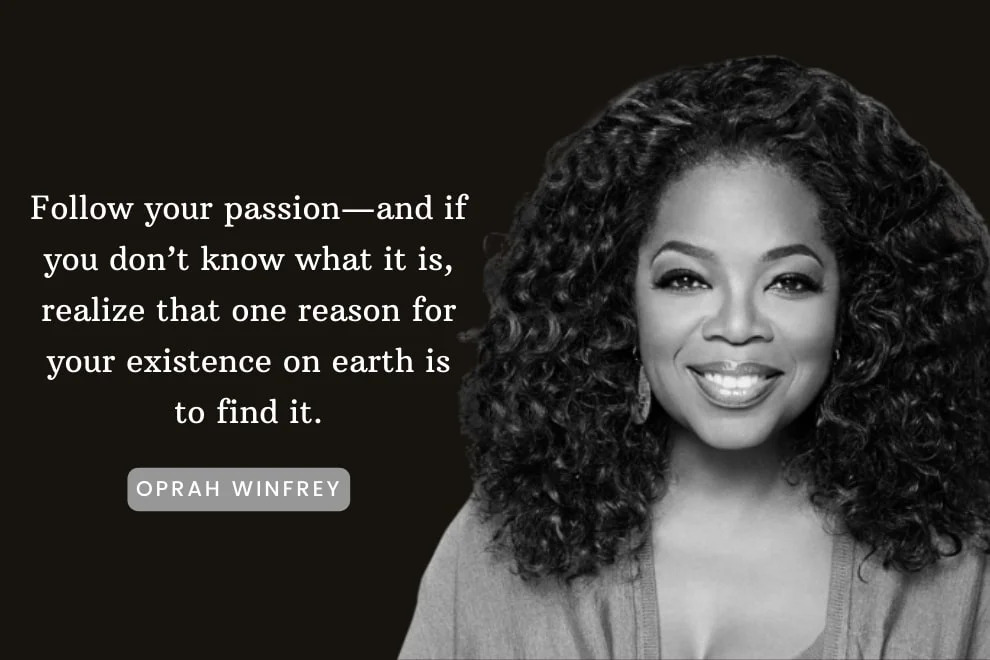 Follow your passion—and if
you don’t know what it is,
realize that one reason for
your existence on earth is
to find it.
OPRAH WINFREY